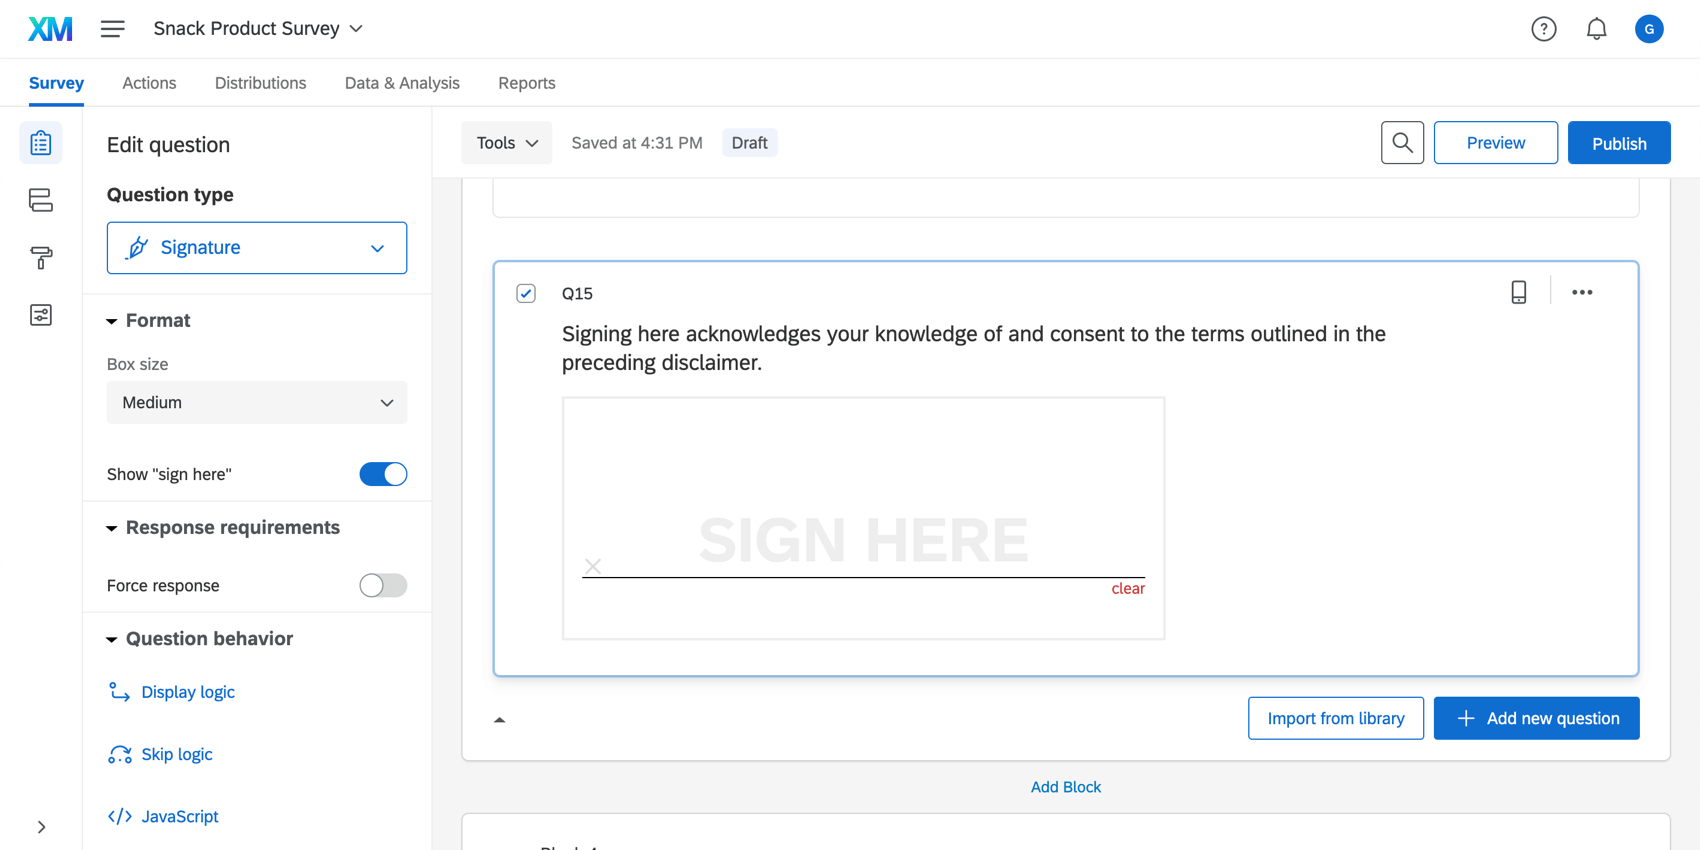 XM
Snack Product Survey
?
G
Survey
Actions
Distributions
Data & Analysis
Reports
Edit question
Question type
Signature
Format
Box size
Medium
Show "sign here"
Response requirements
Force response
Question behavior
Display logic
Skip logic
</> JavaScript
Tools
Saved at 4:31 PM
Draft
Preview
Publish
Q15
Signing here acknowledges your knowledge of and consent to the terms outlined in the
preceding disclaimer.
SIGN HERE
clear
Import from library
+ Add new question
Add Block